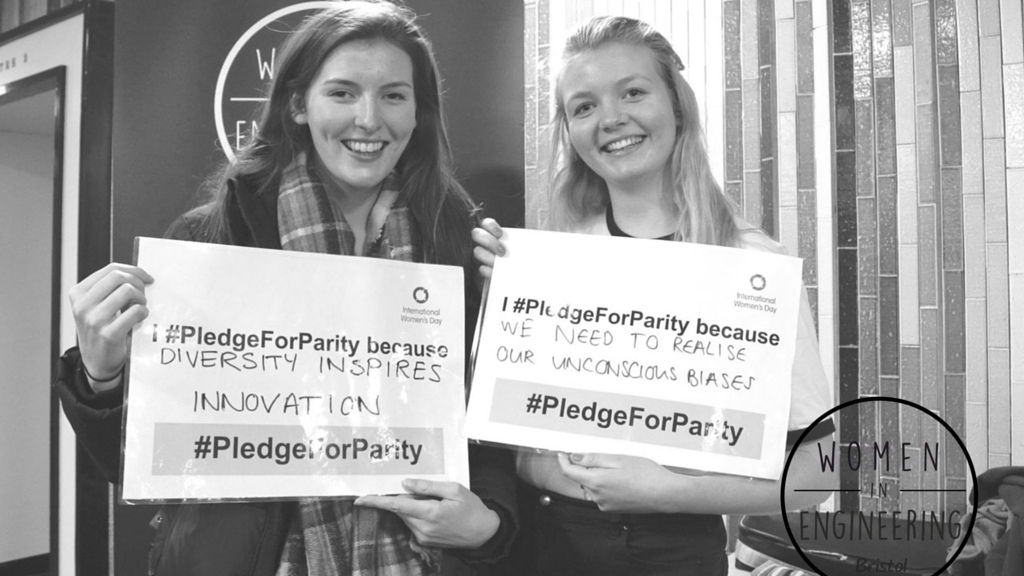 W
EN
International
Women's Day
I #PledgeForParity because
DIVERSITY INSPIRES
INNOVATION
#PledgeForParity
International
Women's Day
I #PledgeForParity because
WE NEED TO REALISE
OUR UNCONSCIOUS BIASES
#PledgeForParity
WOMEN
IN
ENGINEERING
Bristol